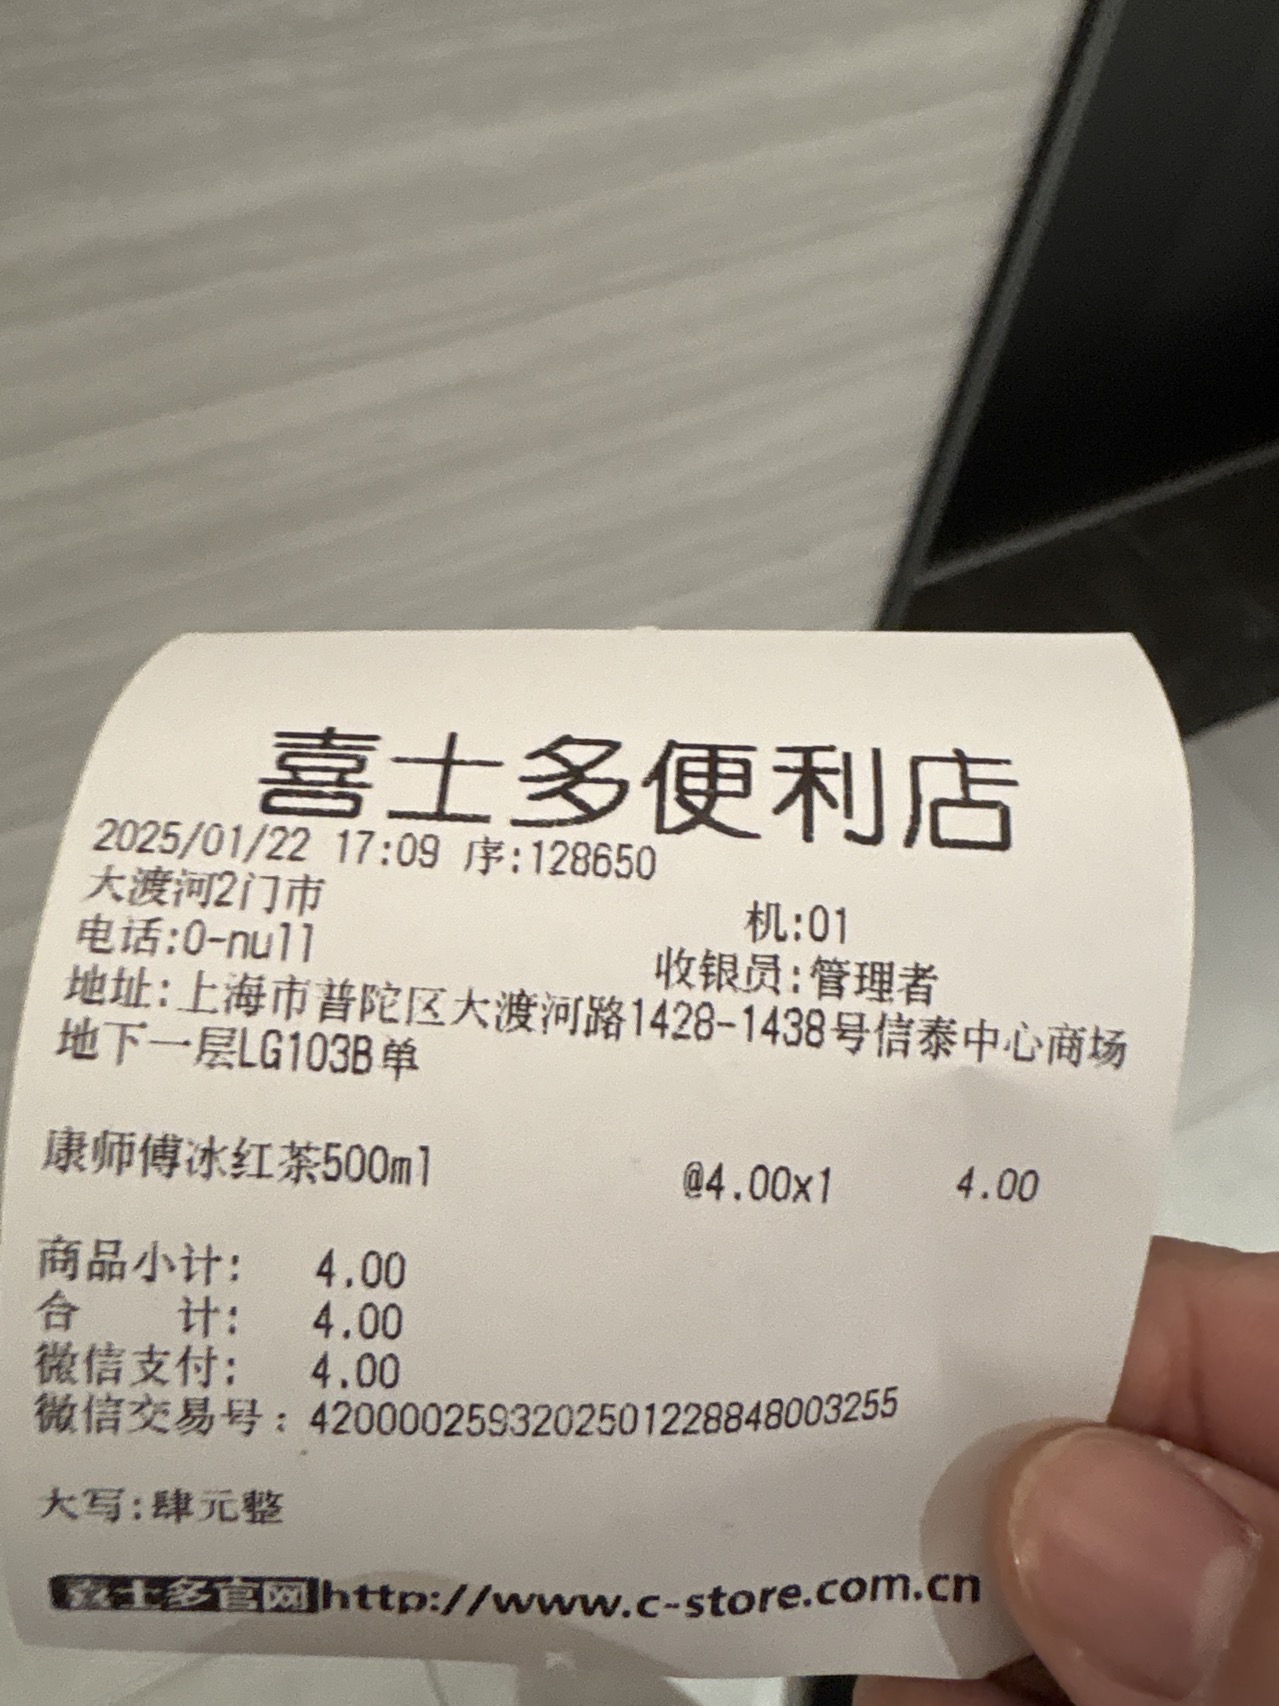 喜士多便利店
2025/01/22 17:09 序:128650
大渡河2门市 机:01
电话:0-null 收银员:管理者
地址:上海市普陀区大渡河路1428-1438号信泰中心商场
地下一层LG103B单
康师傅冰红茶500ml @4.00x1 4.00
商品小计: 4.00
合 计: 4.00
微信支付: 4.00
微信交易号:4200002593202501228848003255
大写:肆元整
喜士多官网http://www.c-store.com.cn